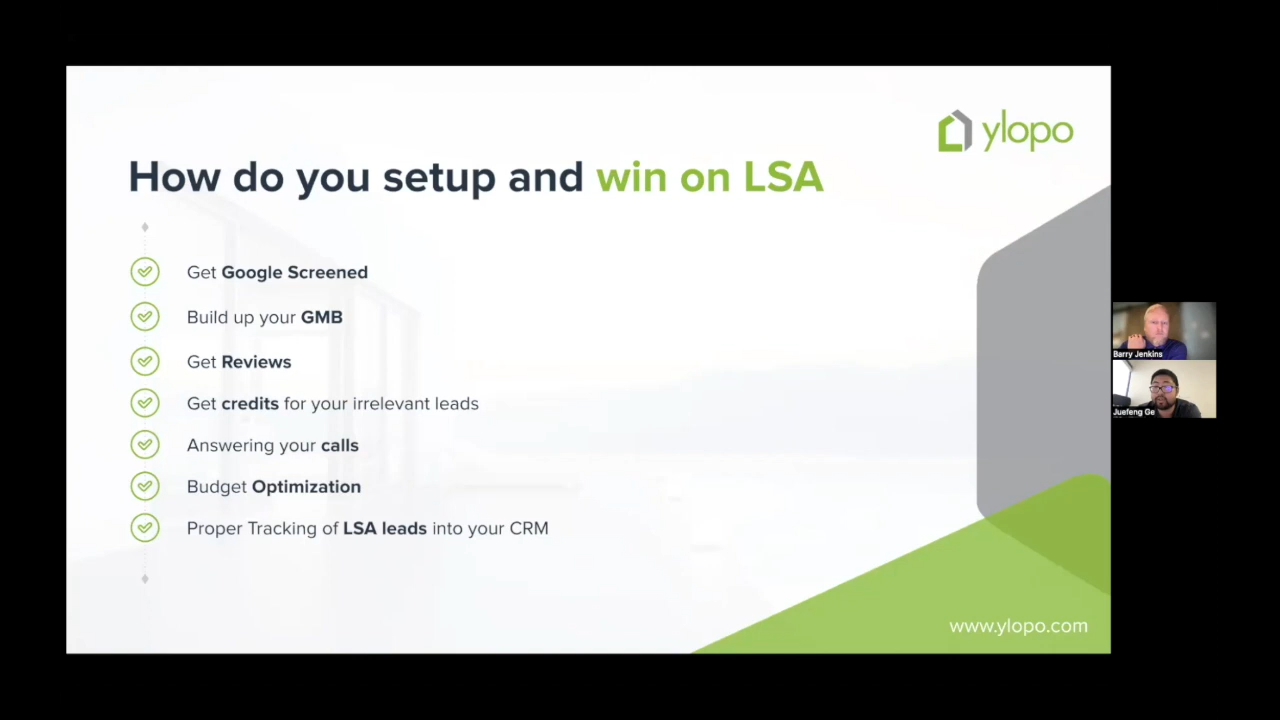 ylopo
How do you setup and win on LSA
Get Google Screened
Build up your GMB
Get Reviews
Get credits for your irrelevant leads
Answering your calls
Budget Optimization
Proper Tracking of LSA leads into your CRM
www.ylopo.com
Barry Jenkins
Juefeng Ge